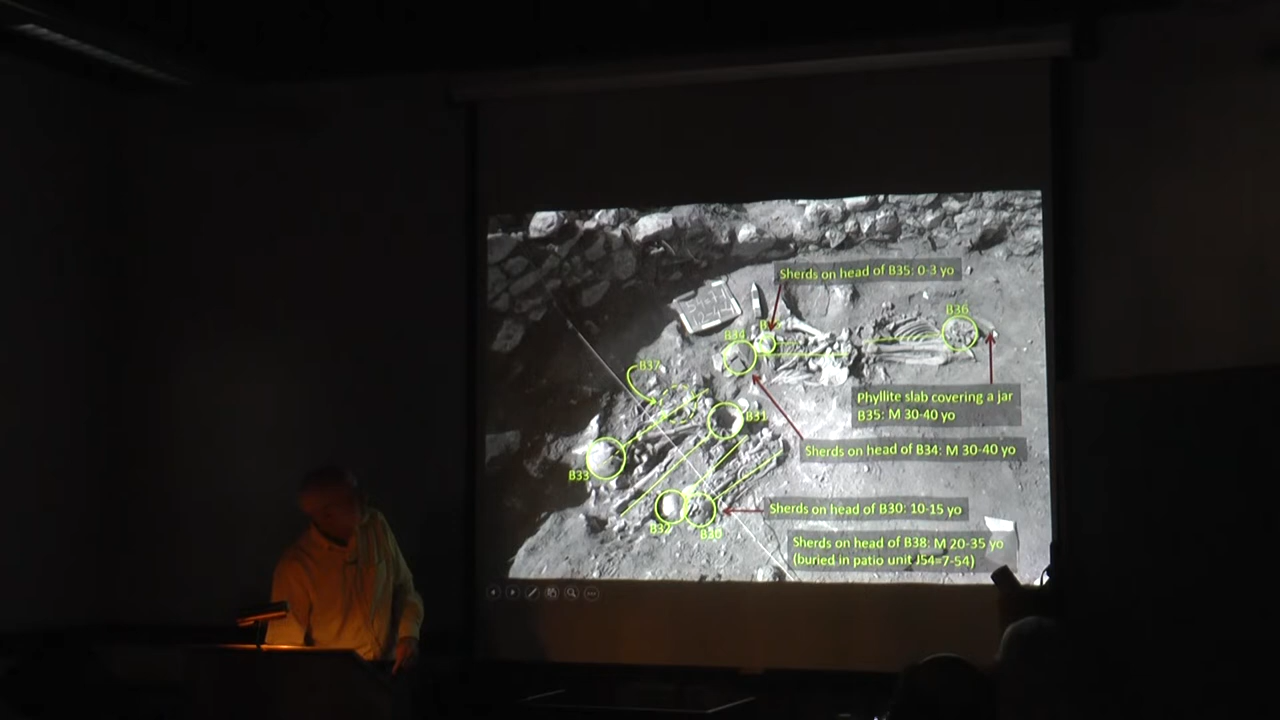 Sherds on head of B35: 0-3 yo
B36
B34
B37
Phyllite slab covering a jar
B35: M 30-40 yo
B31
Sherds on head of B34: M 30-40 yo
B33
Sherds on head of B30: 10-15 yo
B32
B30
Sherds on head of B38: M 20-35 yo
(buried in patio unit J54=7-54)